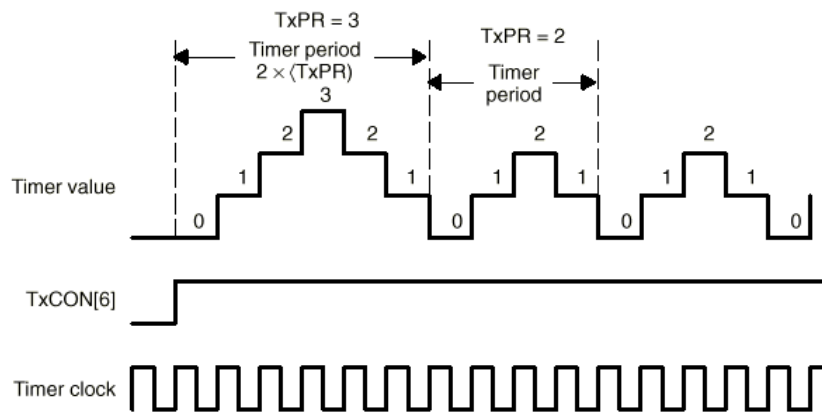 TxPR = 3
Timer period
2 × (TxPR)
TxPR = 2
Timer
period
3
2 2 2 2
Timer value 1 1 1 1 1 1
0 0 0 0
TxCON[6]
Timer clock